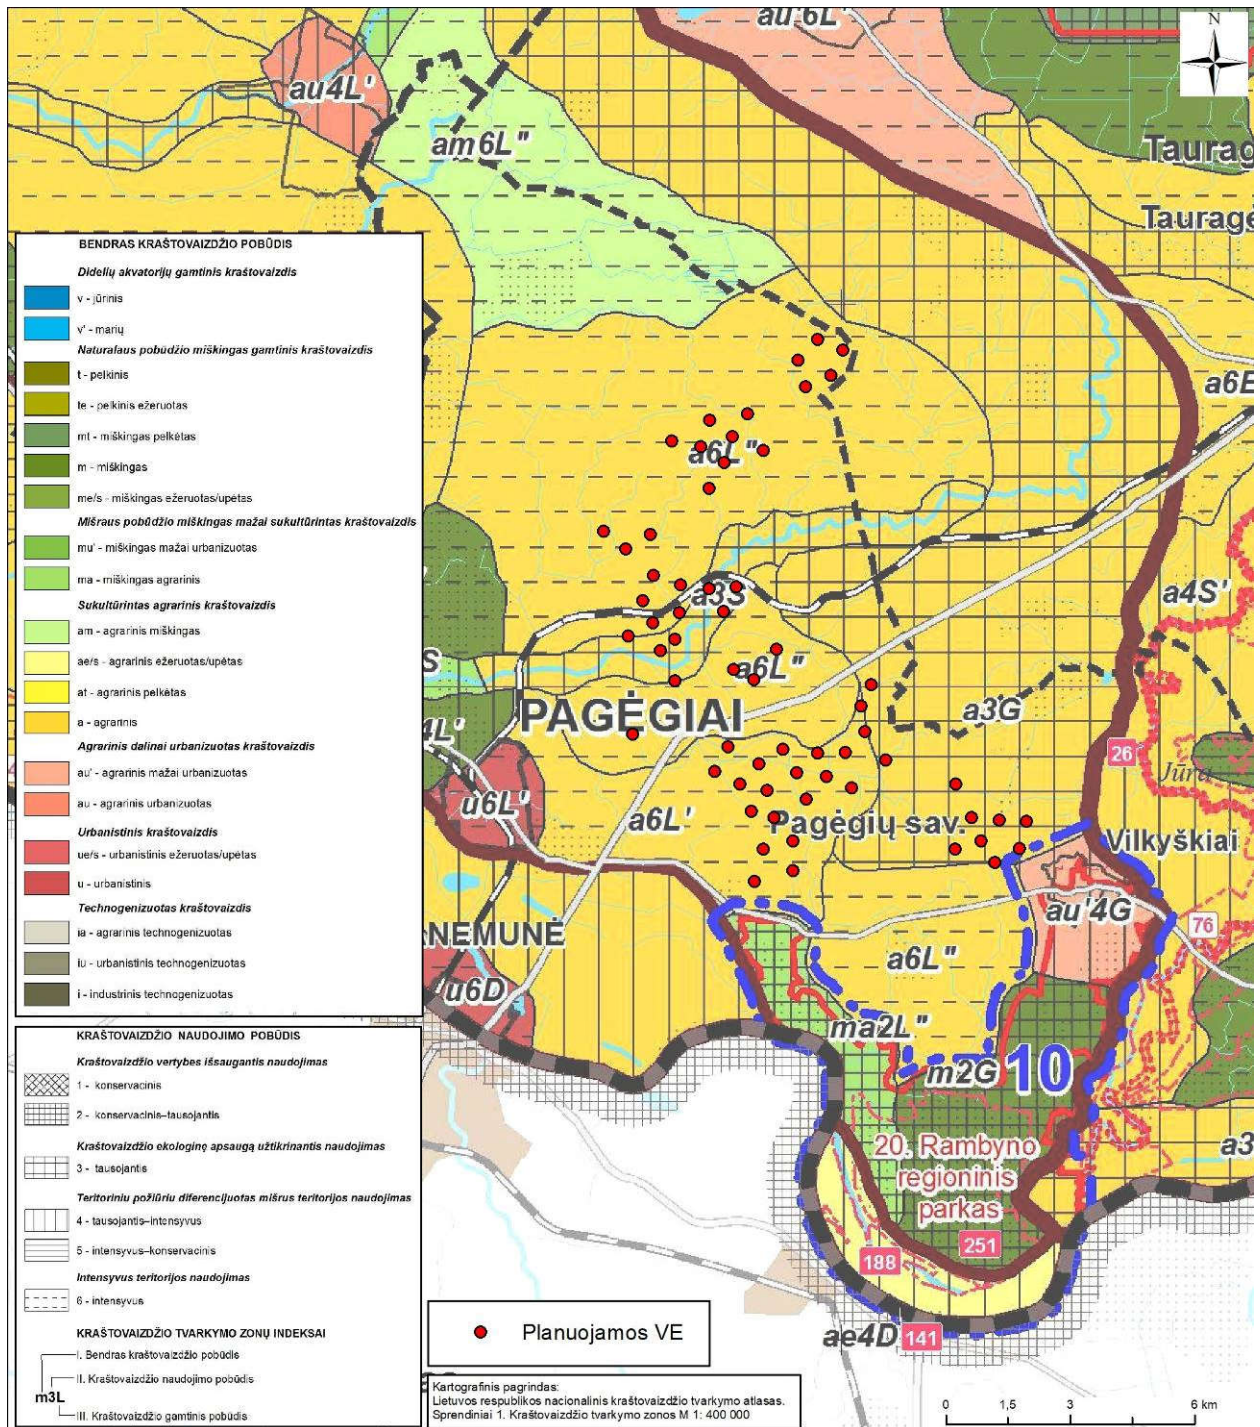 au'6L'
N
au4L'
am6L"
Taurag
Taurage
BENDRAS KRAŠTOVAIZDŽIO POBŪDIS
Didelių akvatorijų gamtinis kraštovaizdis
v - jūrinis
v' - marių
Naturalaus pobūdžio miškingas gamtinis kraštovaizdis
t - pelkinis
te - pelkinis ežeruotas
mt - miškingas pelkėtas
m - miškingas
me/s - miškingas ežeruotas/upėtas
Mišraus pobūdžio miškingas mažai sukultūrintas kraštovaizdis
mu' - miškingas mažai urbanizuotas
ma - miškingas agrarinis
Sukultūrintas agrarinis kraštovaizdis
am - agrarinis miškingas
ae/s - agrarinis ežeruotas/upėtas
at - agrarinis pelkėtas
a - agrarinis
Agrarinis dalinai urbanizuotas kraštovaizdis
au' - agrarinis mažai urbanizuotas
au - agrarinis urbanizuotas
Urbanistinis kraštovaizdis
ue/s - urbanistinis ežeruotas/upėtas
u - urbanistinis
Technogenizuotas kraštovaizdis
ia - agrarinis technogenizuotas
iu - urbanistinis technogenizuotas
i - industrinis technogenizuotas
a6E
a6L"
a3S
a4S'
S
a6L"
PAGĖGIAI
a3G
4L'
26
Jūra
u6L'
a6L'
Pagėgių sav.
Vilkyškiai
au'4G
76
NEMUNĖ
a6L"
u6D
ma2L"
m2G
10
20. Rambyno
regioninis
parkas
a3
251
188
ae4D
141
KRAŠTOVAIZDŽIO NAUDOJIMO POBŪDIS
Kraštovaizdžio vertybes išsaugantis naudojimas
1 - konservacinis
2 - konservacinis–tausojantis
Kraštovaizdžio ekologinę apsaugą užtikrinantis naudojimas
3 - tausojantis
Teritoriniu požiūriu diferencijuotas mišrus teritorijos naudojimas
4 - tausojantis–intensyvus
5 - intensyvus–konservacinis
Intensyvus teritorijos naudojimas
6 - intensyvus
KRAŠTOVAIZDŽIO TVARKYMO ZONŲ INDEKSAI
I. Bendras kraštovaizdžio pobūdis
II. Kraštovaizdžio naudojimo pobūdis
m3L
III. Kraštovaizdžio gamtinis pobūdis
Planuojamos VE
Kartografinis pagrindas:
Lietuvos respublikos nacionalinis kraštovaizdžio tvarkymo atlasas.
Sprendiniai 1. Kraštovaizdžio tvarkymo zonos M 1: 400 000
0 1,5 3 6 km